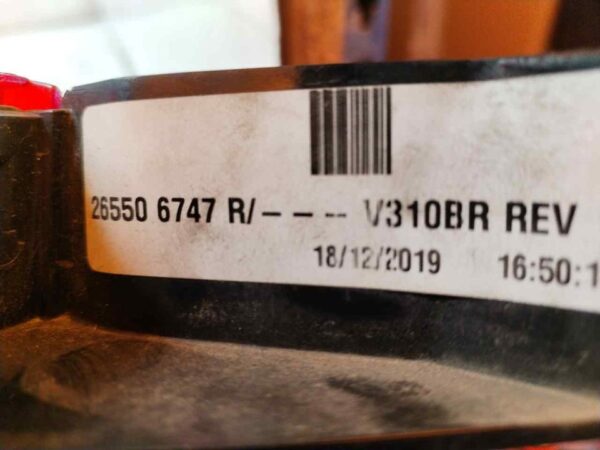 26550 6747 R/– – -- V310BR REV
18/12/2019 16:50:1